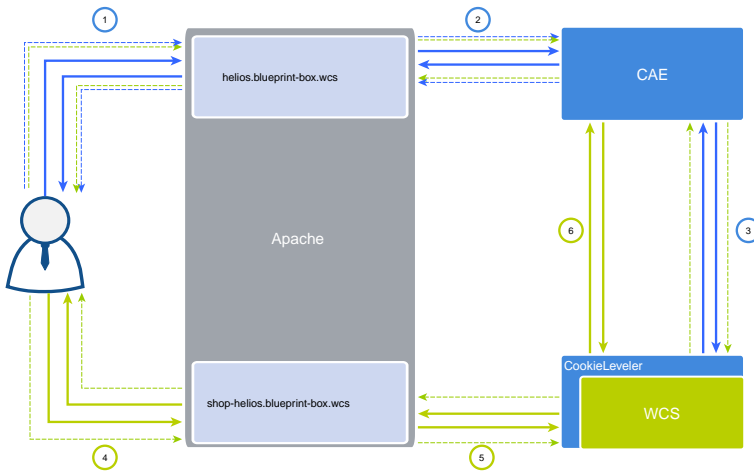 1
2
helios.blueprint-box.wcs
CAE
Apache
6
3
CookieLeveler
shop-helios.blueprint-box.wcs
WCS
4
5